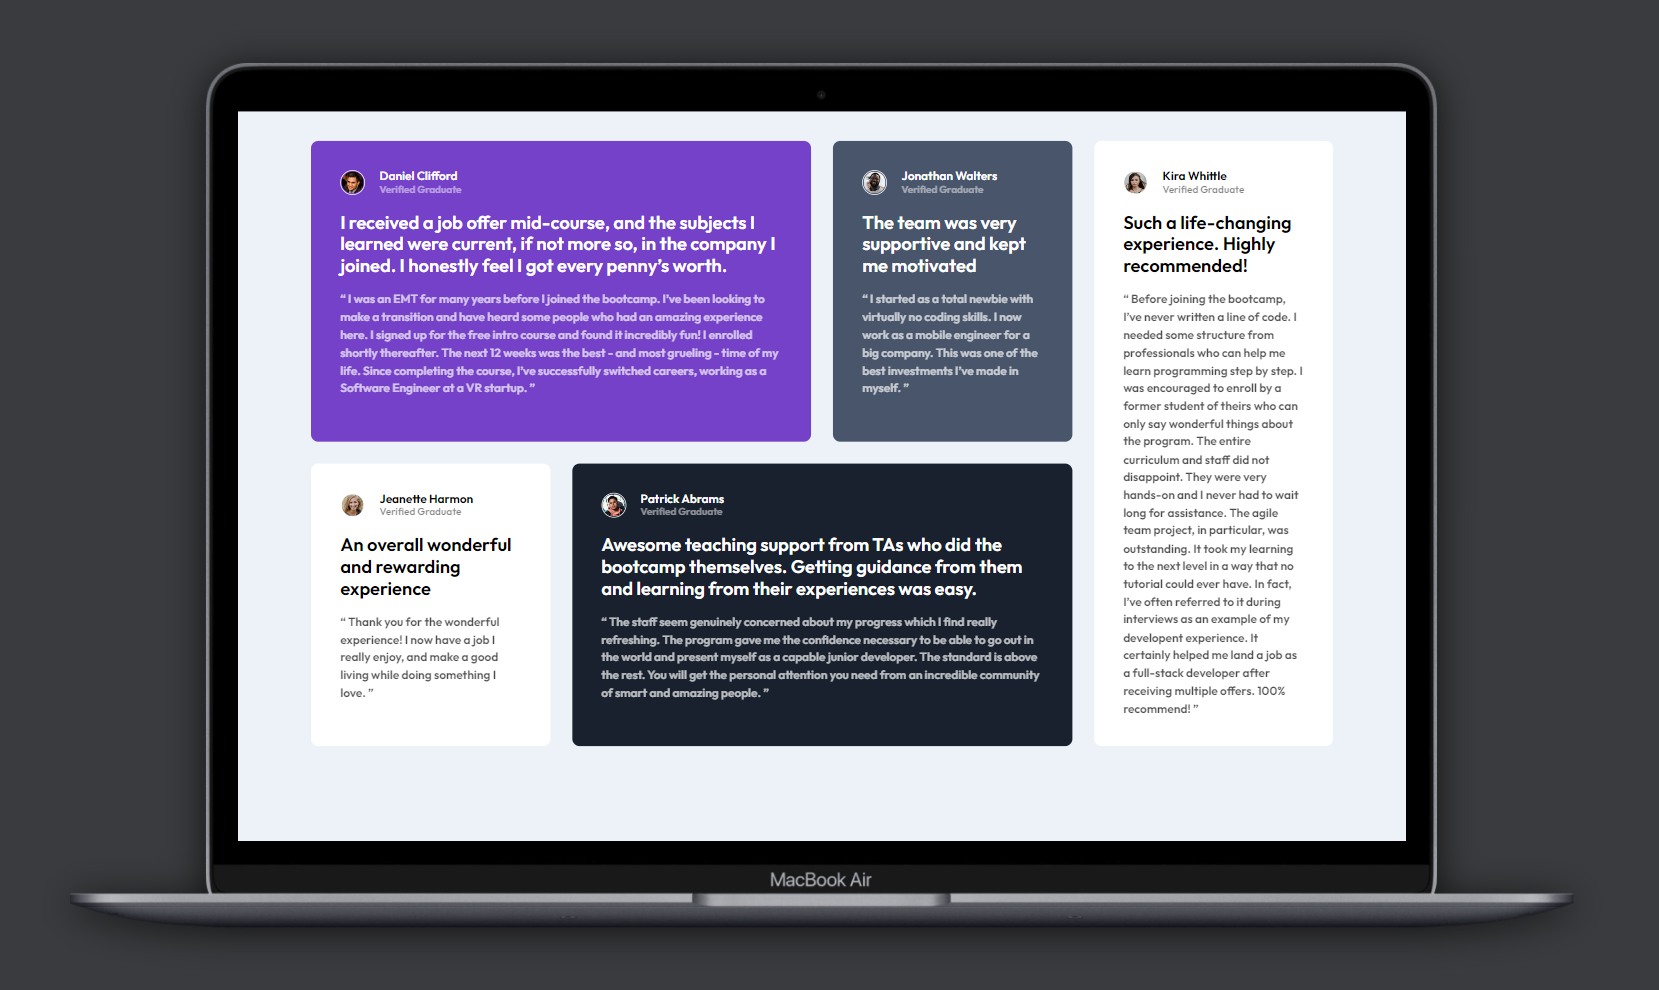 Daniel Clifford
Verified Graduate
I received a job offer mid-course, and the subjects I
learned were current, if not more so, in the company I
joined. I honestly feel I got every penny’s worth.
“ I was an EMT for many years before I joined the bootcamp. I’ve been looking to
make a transition and have heard some people who had an amazing experience
here. I signed up for the free intro course and found it incredibly fun! I enrolled
shortly thereafter. The next 12 weeks was the best - and most grueling - time of my
life. Since completing the course, I’ve successfully switched careers, working as a
Software Engineer at a VR startup. ”
Jonathan Walters
Verified Graduate
The team was very
supportive and kept
me motivated
“ I started as a total newbie with
virtually no coding skills. I now
work as a mobile engineer for a
big company. This was one of the
best investments I’ve made in
myself. ”
Kira Whittle
Verified Graduate
Such a life-changing
experience. Highly
recommended!
“ Before joining the bootcamp,
I’ve never written a line of code. I
needed some structure from
professionals who can help me
learn programming step by step. I
was encouraged to enroll by a
former student of theirs who can
only say wonderful things about
the program. The entire
curriculum and staff did not
disappoint. They were very
hands-on and I never had to wait
long for assistance. The agile
team project, in particular, was
outstanding. It took my learning
to the next level in a way that no
tutorial could ever have. In fact,
I’ve often referred to it during
interviews as an example of my
developent experience. It
certainly helped me land a job as
a full-stack developer after
receiving multiple offers. 100%
recommend! ”
Jeanette Harmon
Verified Graduate
An overall wonderful
and rewarding
experience
“ Thank you for the wonderful
experience! I now have a job I
really enjoy, and make a good
living while doing something I
love. ”
Patrick Abrams
Verified Graduate
Awesome teaching support from TAs who did the
bootcamp themselves. Getting guidance from them
and learning from their experiences was easy.
“ The staff seem genuinely concerned about my progress which I find really
refreshing. The program gave me the confidence necessary to be able to go out in
the world and present myself as a capable junior developer. The standard is above
the rest. You will get the personal attention you need from an incredible community
of smart and amazing people. ”
MacBook Air